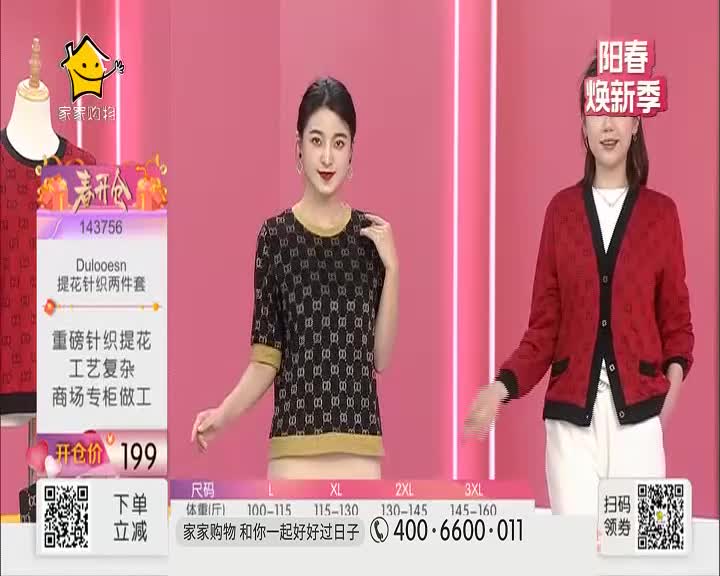 家家购物
阳春
焕新季
春开仓
143756
Dulooesn
提花针织两件套
重磅针织提花
工艺复杂
商场专柜做工
开仓价 199
下单
立减
尺码 L XL 2XL 3XL
体重(斤) 100-115 115-130 130-145 145-160
家家购物 和你一起好好过日子 400·6600·011
扫码
领券